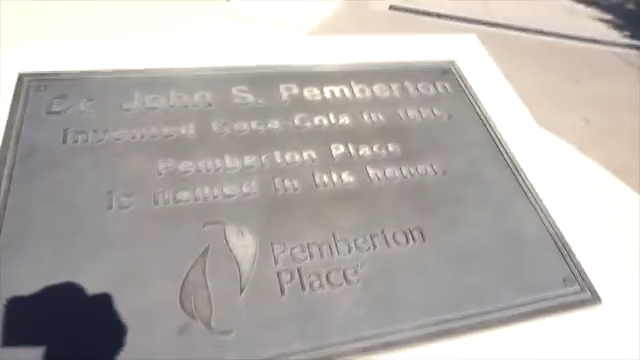 Dr. John S. Pemberton
invented Coca-Cola in 1886.
Pemberton Place
is named in his honor.
Pemberton
Place